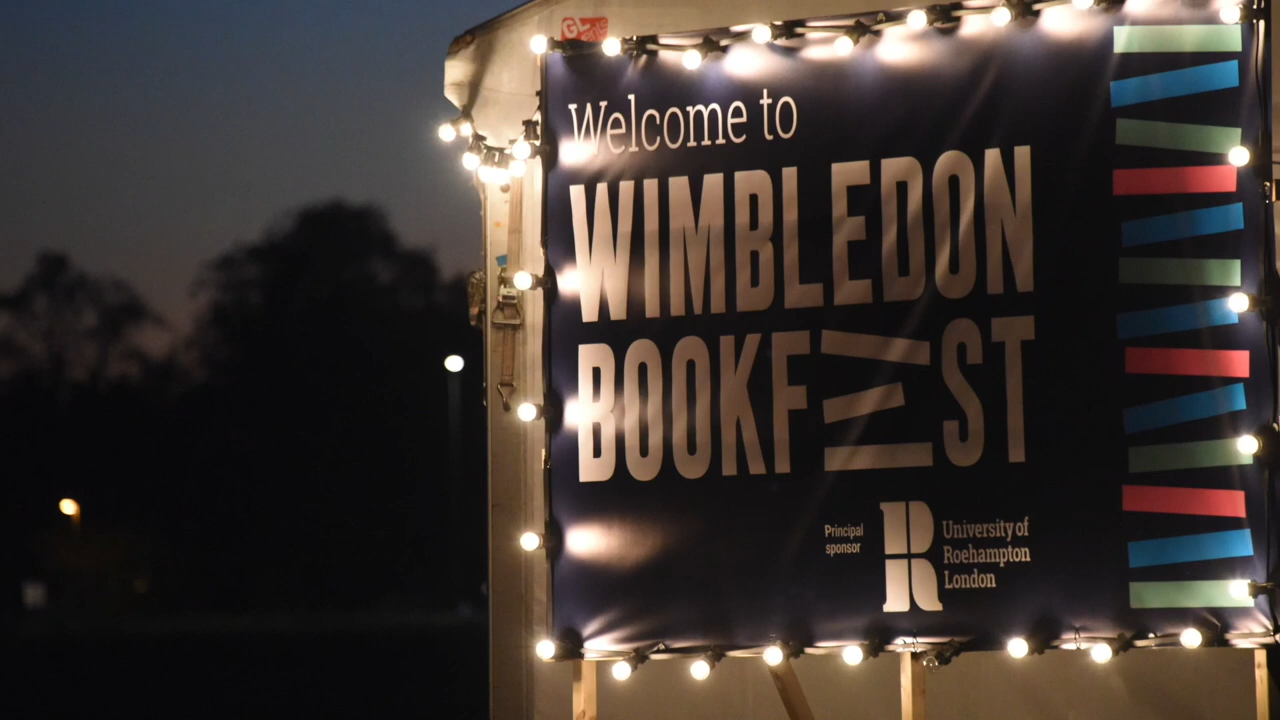 Welcome to
WIMBLEDON
BOOKFEST
Principal
sponsor
R
University of
Roehampton
London